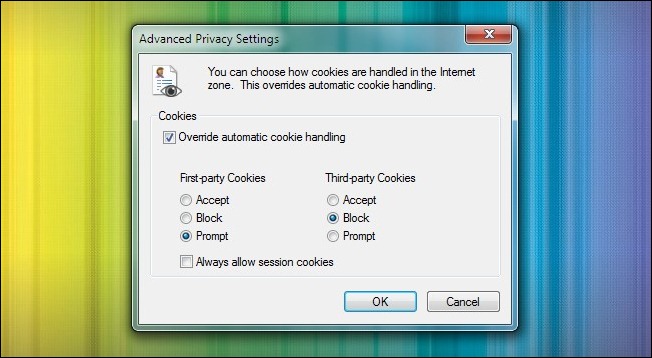 Advanced Privacy Settings
You can choose how cookies are handled in the Internet
zone. This overrides automatic cookie handling.
Cookies
Override automatic cookie handling
First-party Cookies Third-party Cookies
Accept Accept
Block Block
Prompt Prompt
Always allow session cookies
OK Cancel